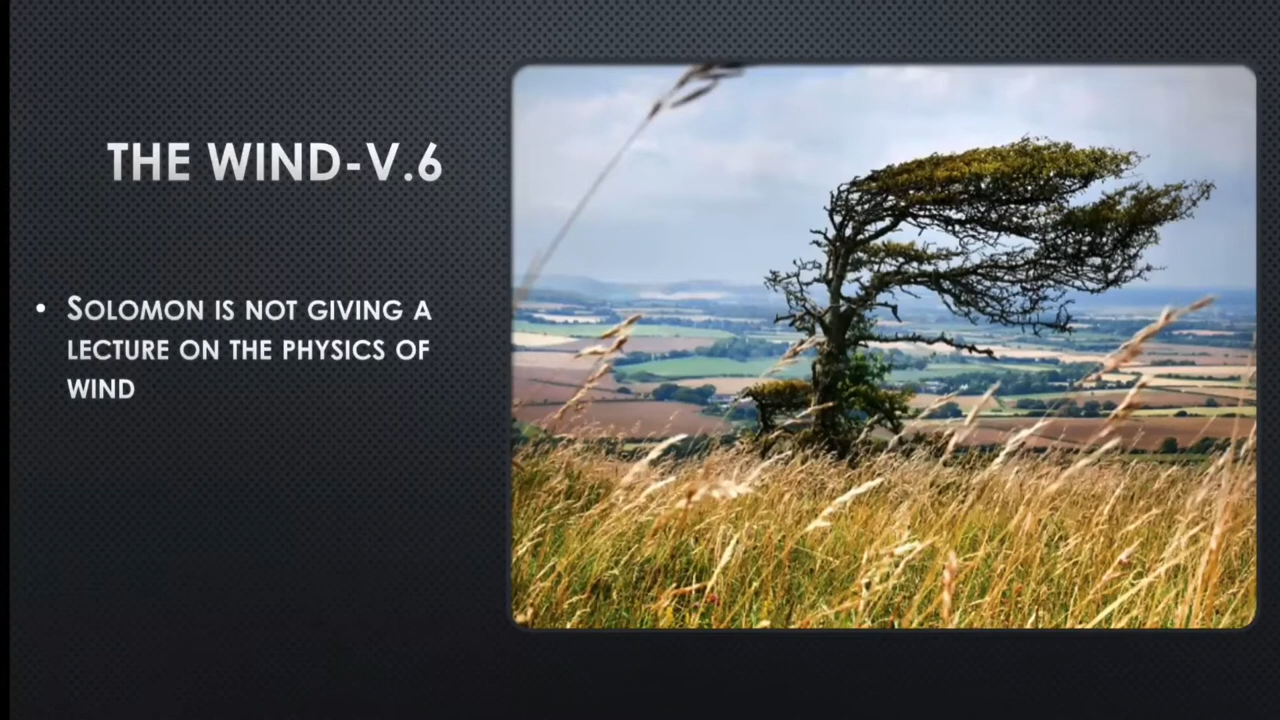 THE WIND-V.6
• SOLOMON IS NOT GIVING A
LECTURE ON THE PHYSICS OF
WIND